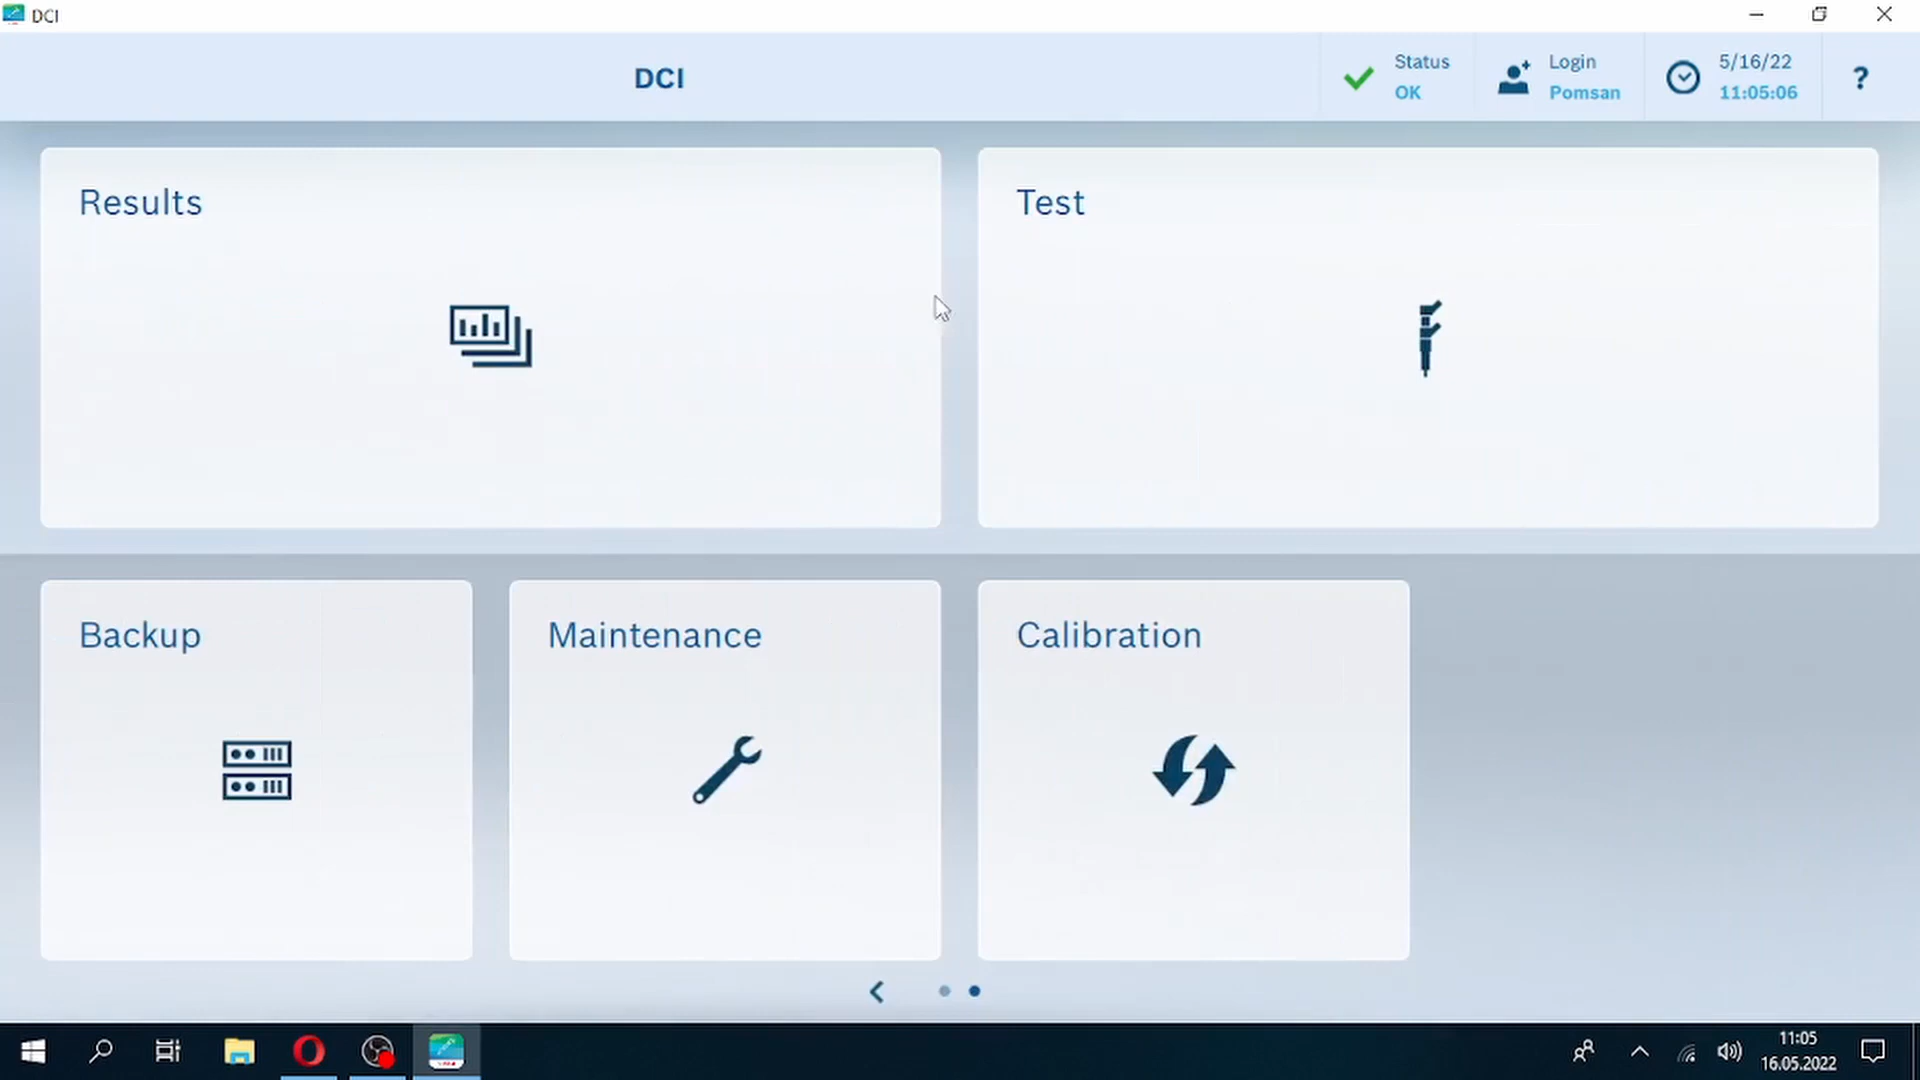 DCI
DCI
Status
OK
Login
Pomsan
5/16/22
11:05:06
?
Results
Test
Backup
Maintenance
Calibration
11:05
16.05.2022